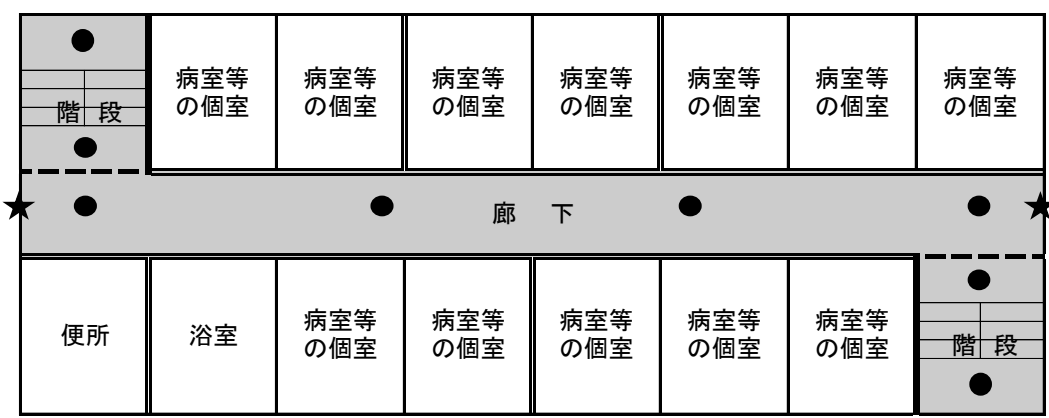 病室等
の個室
病室等
の個室
病室等
の個室
病室等
の個室
病室等
の個室
病室等
の個室
病室等
の個室
階 段
廊 下
便所
浴室
病室等
の個室
病室等
の個室
病室等
の個室
病室等
の個室
病室等
の個室
階 段